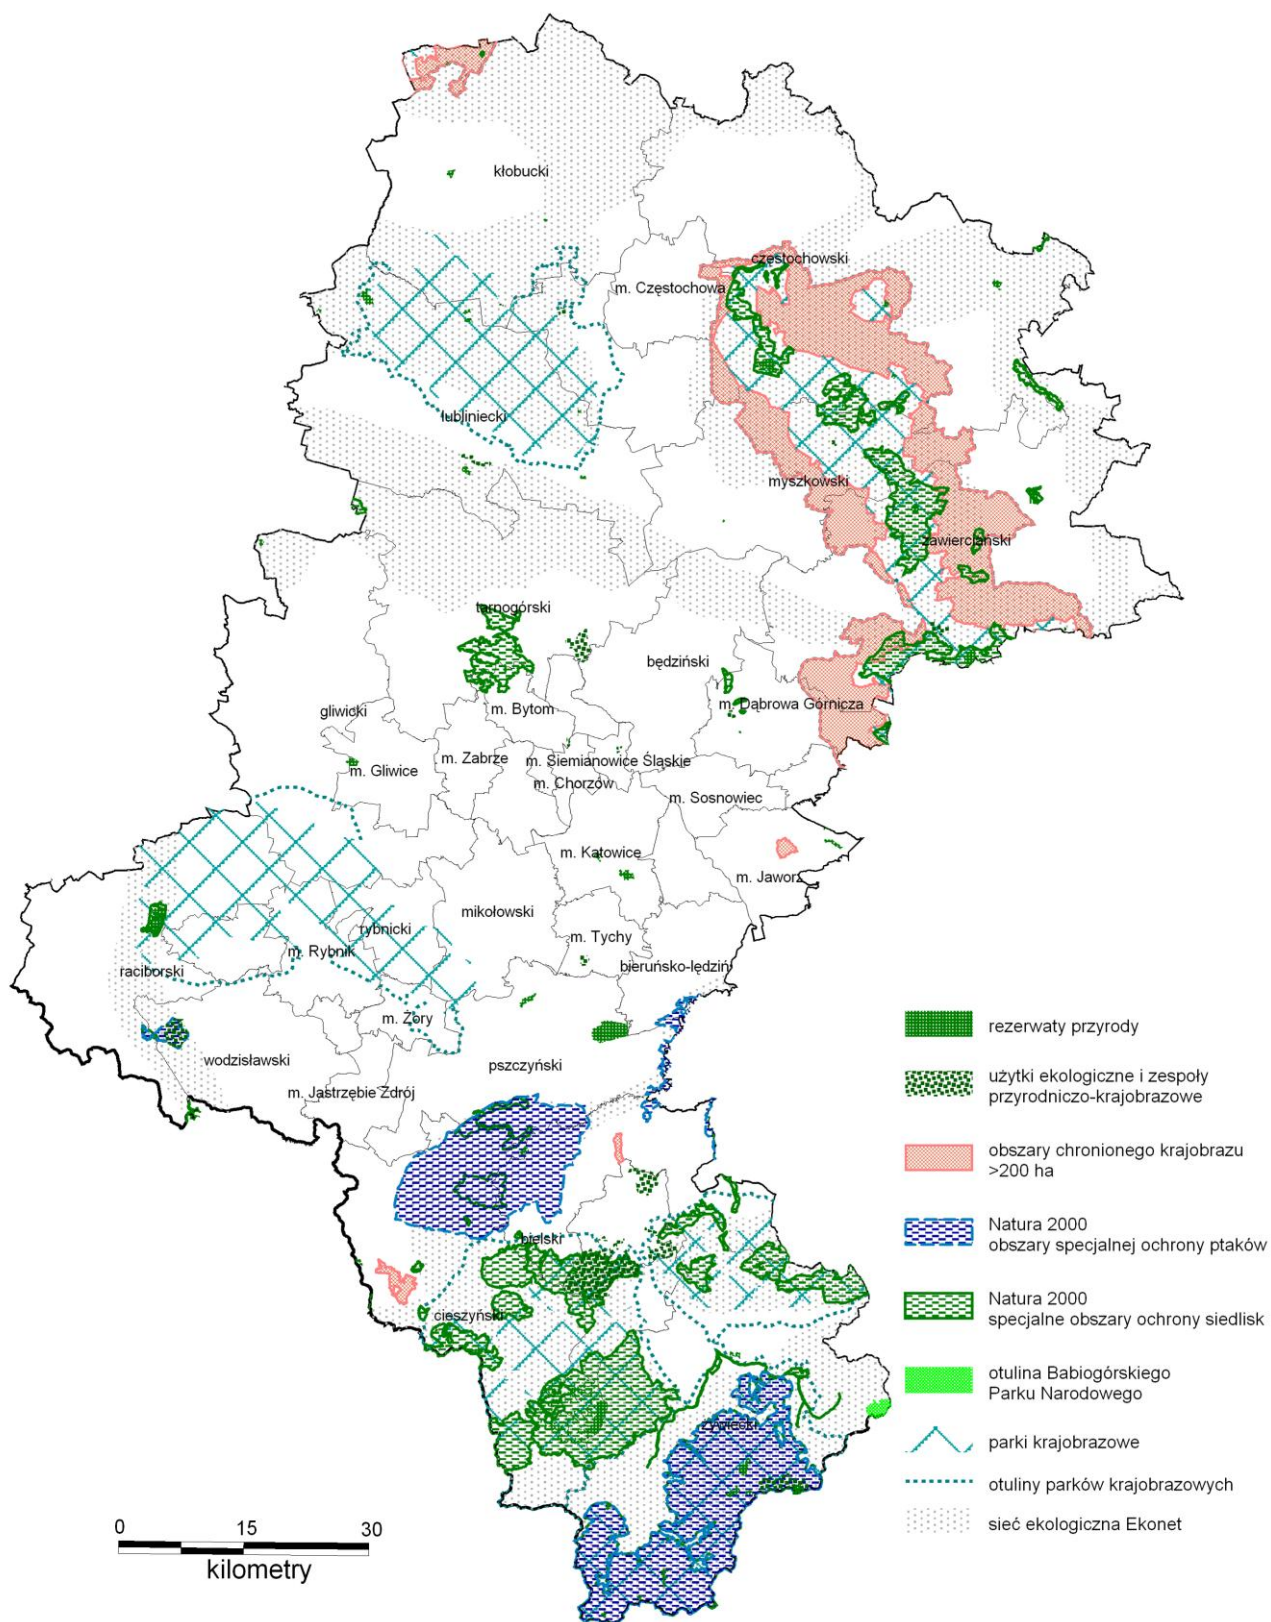 kłobucki
częstochowski
m. Częstochowa
lubliniecki
myszkowski
zawierciański
tarnogórski
będziński
m. Dąbrowa Górnicza
m. Bytom
gliwicki
m. Zabrze
m. Siemianowice Śląskie
m. Gliwice
m. Chorzów
m. Sosnowiec
m. Katowice
m. Jaworz
mikołowski
rybnicki
m. Tychy
m. Rybnik
bieruńsko-lędziń
raciborski
m. Żory
wodzisławski
pszczyński
m. Jastrzębie Zdrój
bielski
cieszyński
żywiecki
rezerwaty przyrody
użytki ekologiczne i zespoły
przyrodniczo-krajobrazowe
obszary chronionego krajobrazu
>200 ha
Natura 2000
obszary specjalnej ochrony ptaków
Natura 2000
specjalne obszary ochrony siedlisk
otulina Babiogórskiego
Parku Narodowego
parki krajobrazowe
otuliny parków krajobrazowych
sieć ekologiczna Ekonet
0 15 30
kilometry